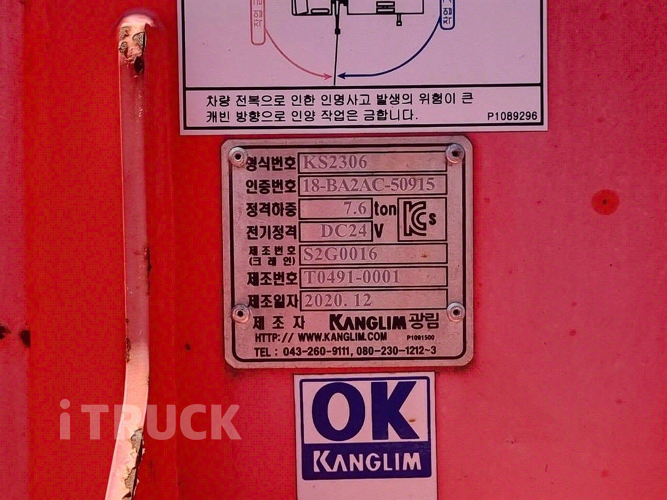 차량 전복으로 인한 인명사고 발생의 위험이 큰
캐빈 방향으로 인양 작업은 금합니다.
P1089296
형식번호 KS2306
인증번호 18-BA2AC-50915
정격하중 7.6 ton
전기정격 DC24 V
KCs
제조번호 (크레인) S2G0016
제조번호 T0491-0001
제조일자 2020. 12
제 조 자 KANGLIM 광림
HTTP:// WWW.KANGLIM.COM P1091500
TEL : 043-260-9111, 080-230-1212~3
OK
KANGLIM
iTRUCK